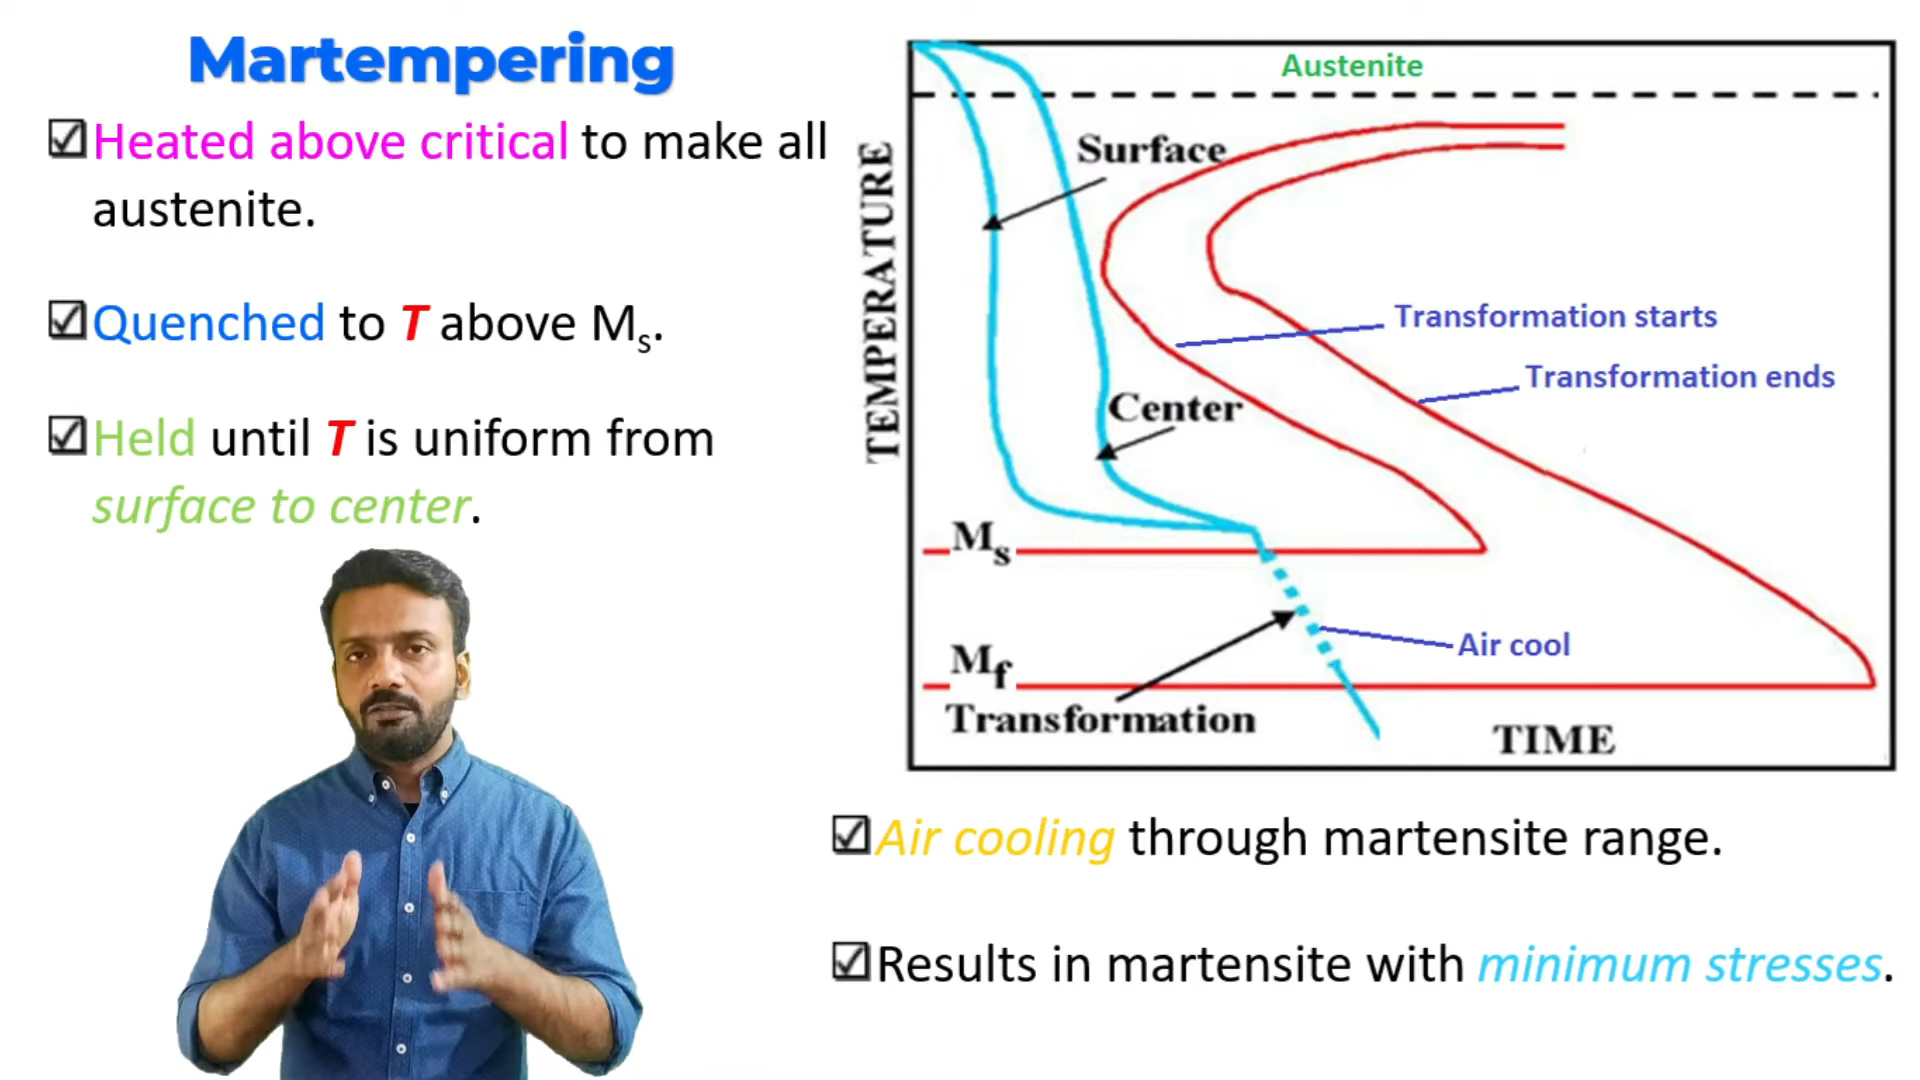 Martempering
Heated above critical to make all
austenite.
Quenched to T above Ms.
Held until T is uniform from
surface to center.
TEMPERATURE
Austenite
Surface
Transformation starts
Transformation ends
Center
Ms
Mf
Air cool
Transformation
TIME
Air cooling through martensite range.
Results in martensite with minimum stresses.